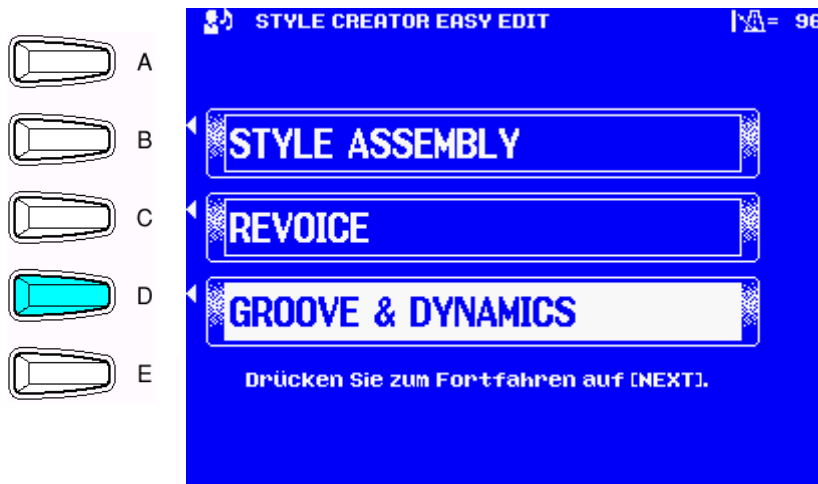 STYLE CREATOR EASY EDIT = 96
A
B
STYLE ASSEMBLY
C
REVOICE
D
GROOVE & DYNAMICS
E
Drücken Sie zum Fortfahren auf [NEXT].